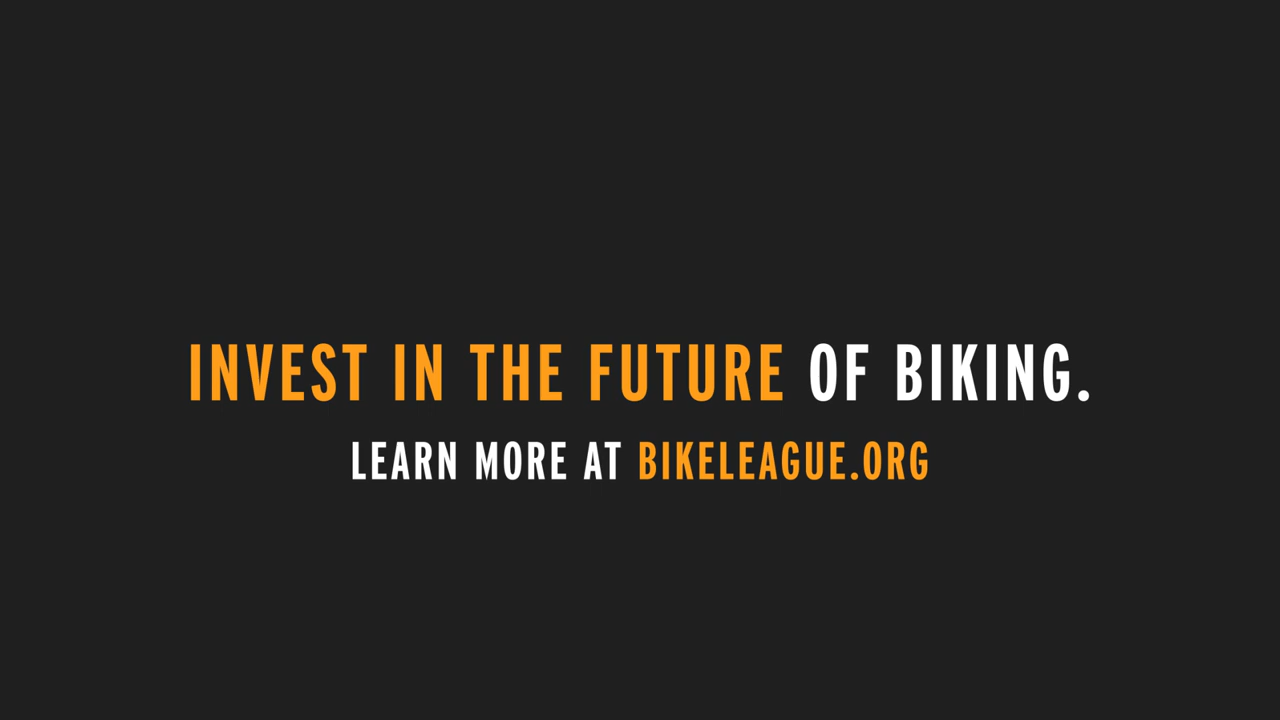 INVEST IN THE FUTURE OF BIKING.
LEARN MORE AT BIKELEAGUE.ORG